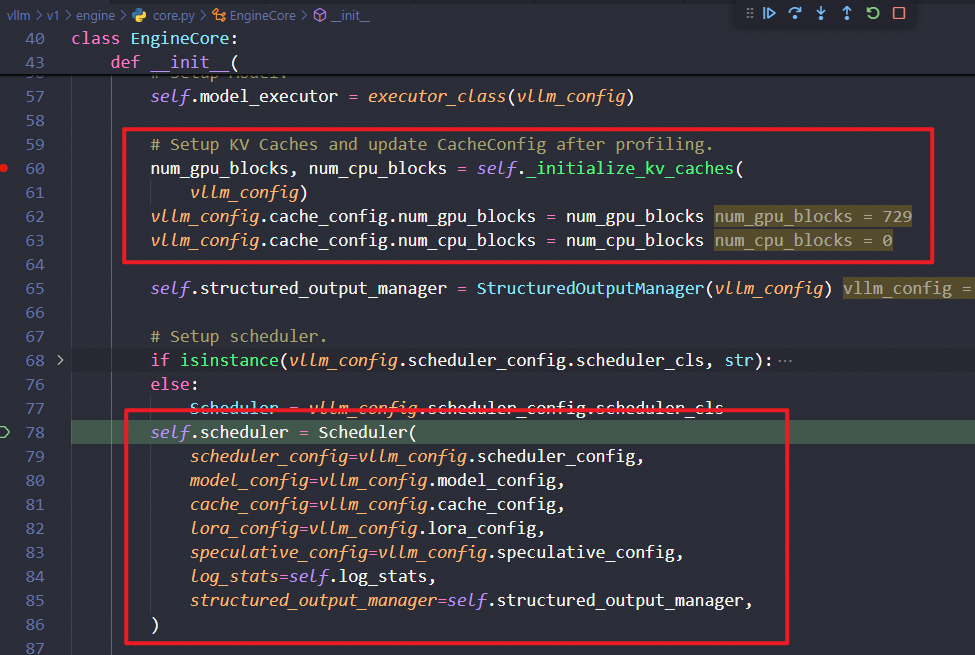 vllm > v1 > engine > core.py > EngineCore > __init__
40 class EngineCore:
43 def __init__(
57 self.model_executor = executor_class(vllm_config)
58
59 # Setup KV Caches and update CacheConfig after profiling.
60 num_gpu_blocks, num_cpu_blocks = self._initialize_kv_caches(
61 vllm_config)
62 vllm_config.cache_config.num_gpu_blocks = num_gpu_blocks num_gpu_blocks = 729
63 vllm_config.cache_config.num_cpu_blocks = num_cpu_blocks num_cpu_blocks = 0
64
65 self.structured_output_manager = StructuredOutputManager(vllm_config) vllm_config =
66
67 # Setup scheduler.
68 if isinstance(vllm_config.scheduler_config.scheduler_cls, str):···
76 else:
77 Scheduler = vllm_config.scheduler_config.scheduler_cls
78 self.scheduler = Scheduler(
79 scheduler_config=vllm_config.scheduler_config,
80 model_config=vllm_config.model_config,
81 cache_config=vllm_config.cache_config,
82 lora_config=vllm_config.lora_config,
83 speculative_config=vllm_config.speculative_config,
84 log_stats=self.log_stats,
85 structured_output_manager=self.structured_output_manager,
86 )
87